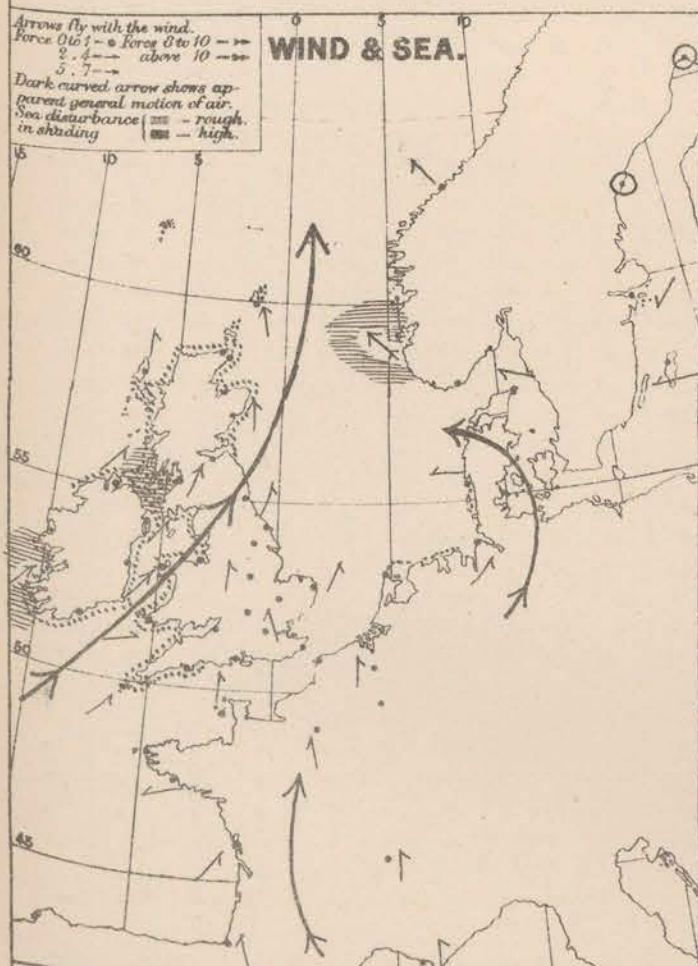 Arrows fly with the wind.
Force 0 to 1 - Force 8 to 10 -
2 . 4 - above 10 -
5 . 7 -
Dark curved arrow shows ap-
parent general motion of air.
Sea disturbance { - rough.
in shading - high.
WIND & SEA.
0 5 10
15 10 5
60
55
50
45